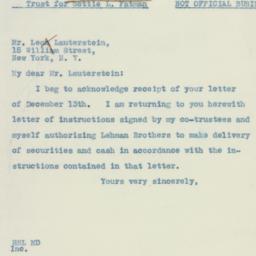 Trust for Nettie L. Fatman NOT OFFICIAL BUSI
Mr. Leon Lauterstein,
15 William Street,
New York, N. Y.
My dear Mr. Lauterstein:
I beg to acknowledge receipt of your letter
of December 13th. I am returning to you herewith
letter of instructions signed by my co-trustees and
myself authorizing Lehman Brothers to make delivery
of securities and cash in accordance with the in-
structions contained in that letter.
Yours very sincerely,
HHL MD
Inc.